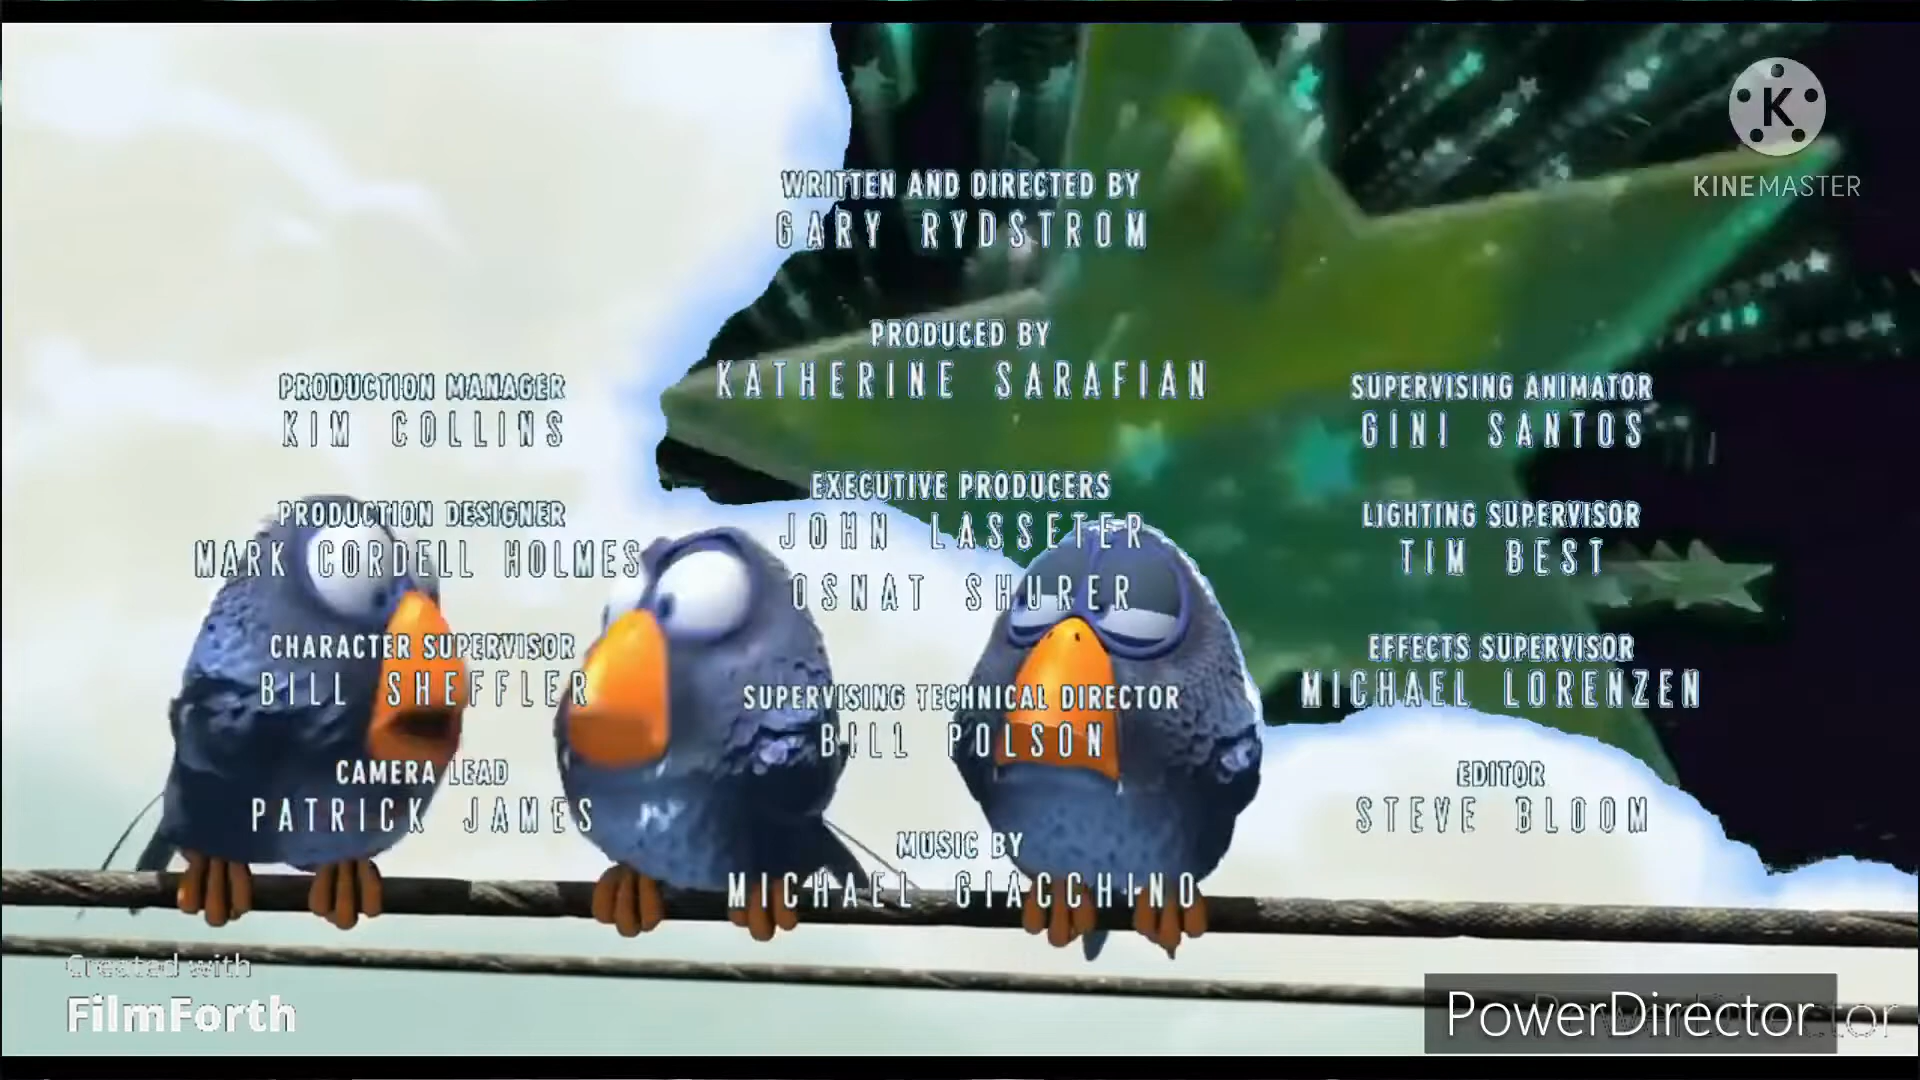 K
KINEMASTER
WRITTEN AND DIRECTED BY
GARY RYDSTROM
PRODUCED BY
KATHERINE SARAFIAN
EXECUTIVE PRODUCERS
JOHN LASSETER
OSNAT SHURER
SUPERVISING TECHNICAL DIRECTOR
BILL POLSON
MUSIC BY
MICHAEL GIACCHINO
PRODUCTION MANAGER
KIM COLLINS
PRODUCTION DESIGNER
MARK CORDELL HOLMES
CHARACTER SUPERVISOR
BILL SHEFFLER
CAMERA LEAD
PATRICK JAMES
SUPERVISING ANIMATOR
GINI SANTOS
LIGHTING SUPERVISOR
TIM BEST
EFFECTS SUPERVISOR
MICHAEL LORENZEN
EDITOR
STEVE BLOOM
Created with
FilmForth
PowerDirector